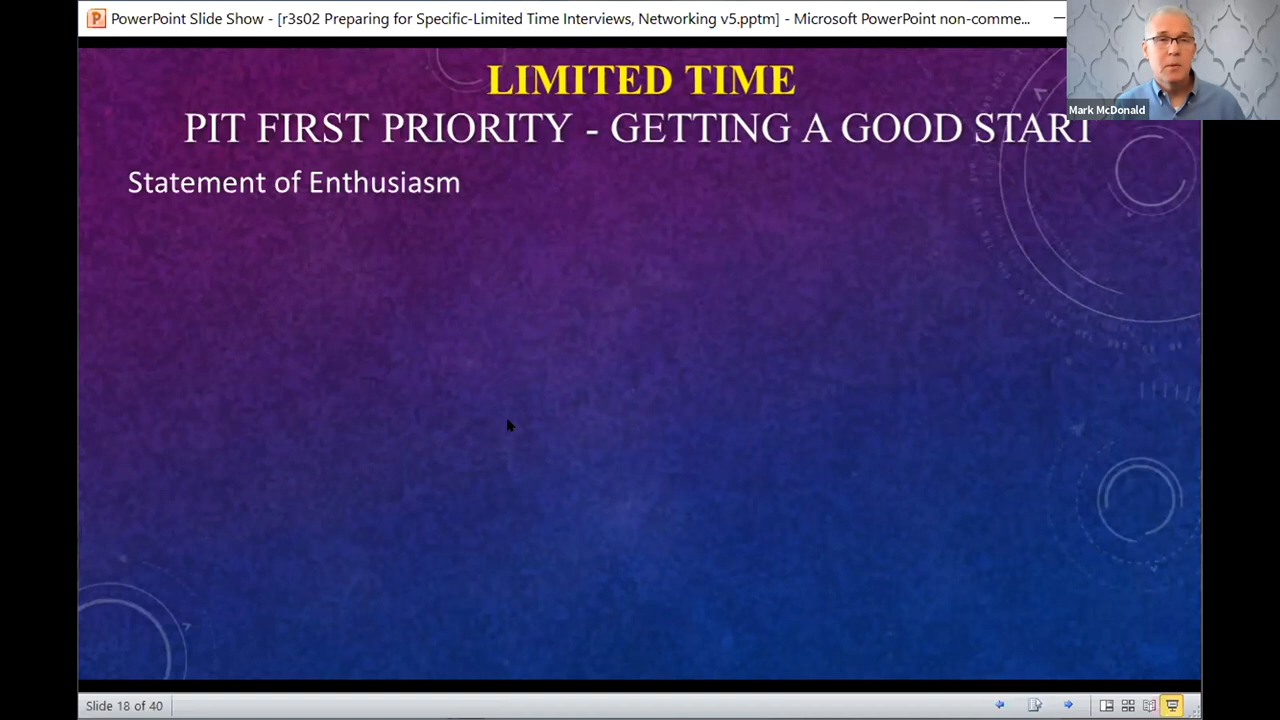 PowerPoint Slide Show - [r3s02 Preparing for Specific-Limited Time Interviews, Networking v5.pptm] - Microsoft PowerPoint non-comme...
Mark McDonald
LIMITED TIME
PIT FIRST PRIORITY - GETTING A GOOD START
Statement of Enthusiasm
Slide 18 of 40